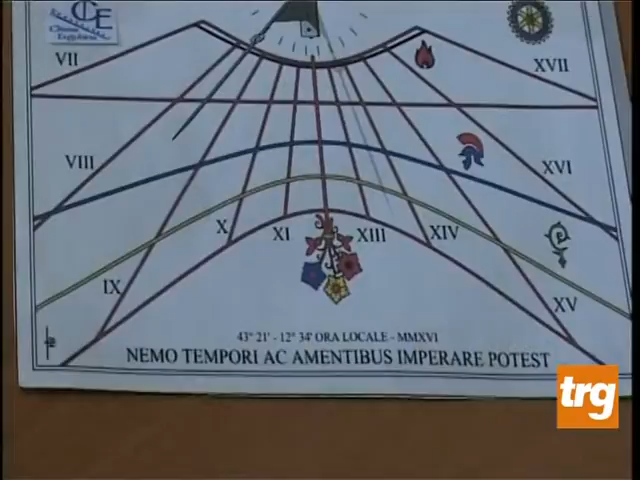 CE
VII
XVII
VIII
XVI
X
XI
XIII
XIV
IX
XV
43° 21' - 12° 34' ORA LOCALE - MMXVI
NEMO TEMPORI AC AMENTIBUS IMPERARE POTEST
trg